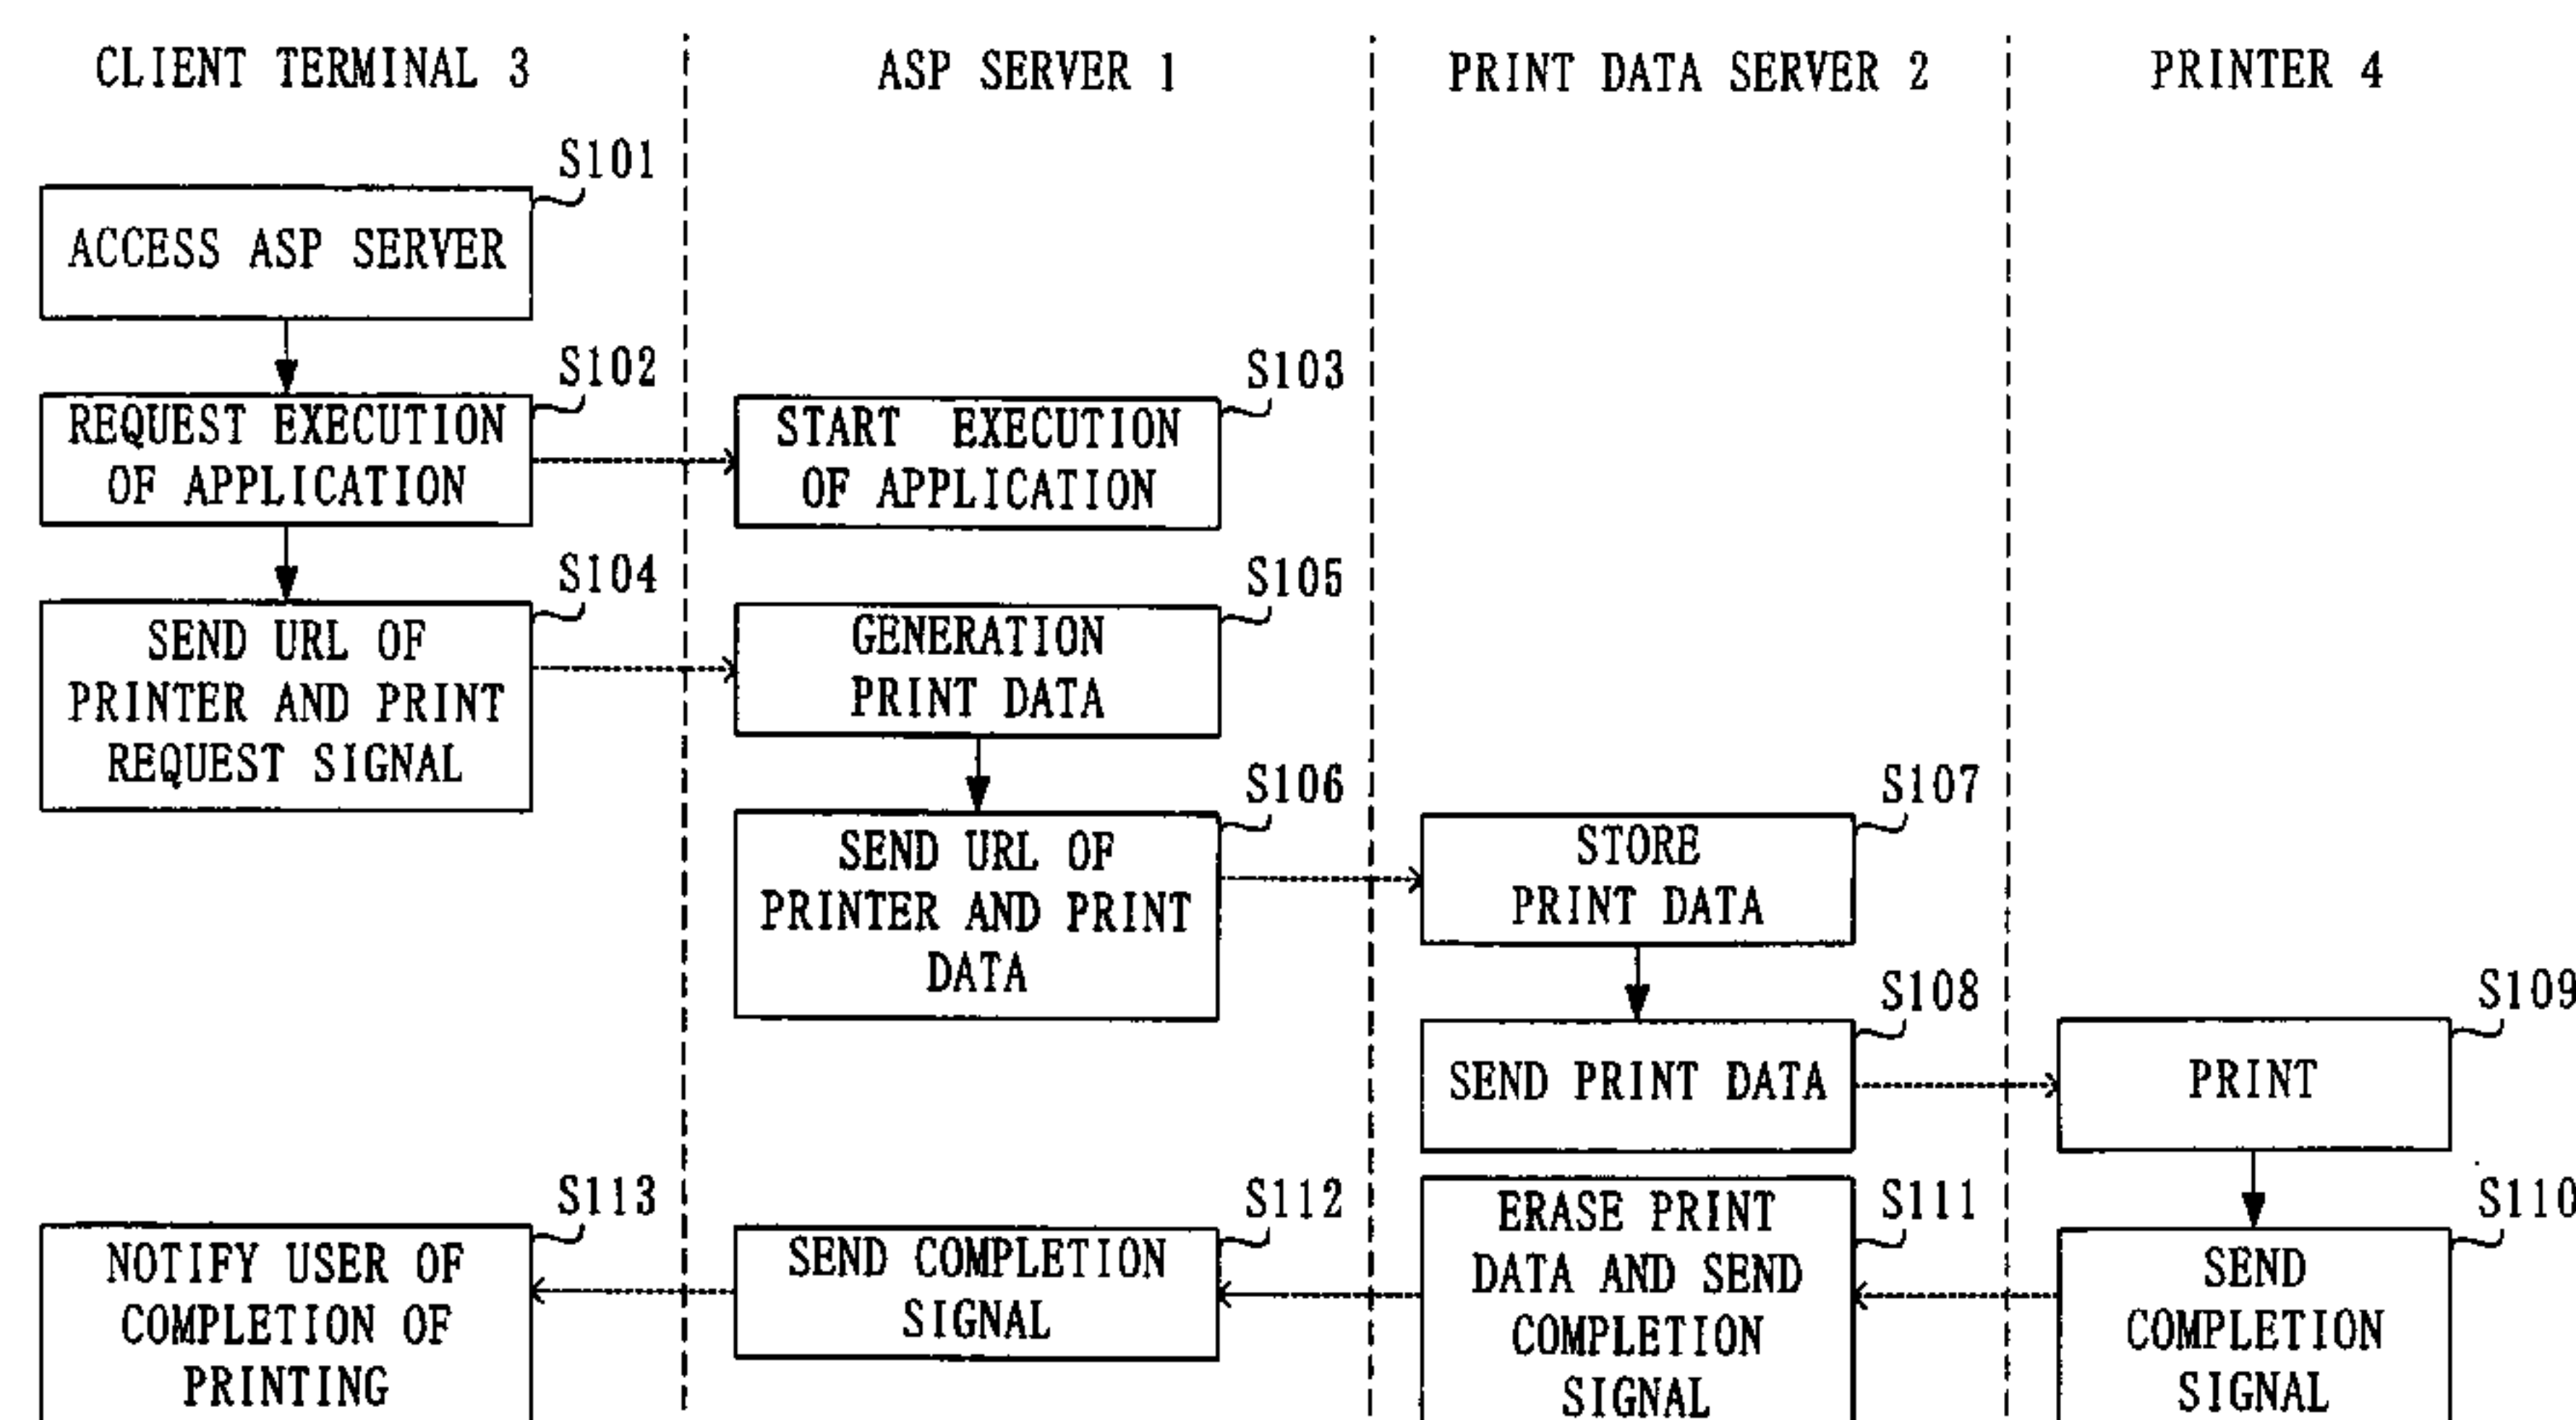 CLIENT TERMINAL 3
ASP SERVER 1
PRINT DATA SERVER 2
PRINTER 4
S101
ACCESS ASP SERVER
S102
REQUEST EXECUTION
OF APPLICATION
S103
START EXECUTION
OF APPLICATION
S104
SEND URL OF
PRINTER AND PRINT
REQUEST SIGNAL
S105
GENERATION
PRINT DATA
S106
SEND URL OF
PRINTER AND PRINT
DATA
S107
STORE
PRINT DATA
S108
SEND PRINT DATA
S109
PRINT
S110
SEND
COMPLETION
SIGNAL
S111
ERASE PRINT
DATA AND SEND
COMPLETION
SIGNAL
S112
SEND COMPLETION
SIGNAL
S113
NOTIFY USER OF
COMPLETION OF
PRINTING